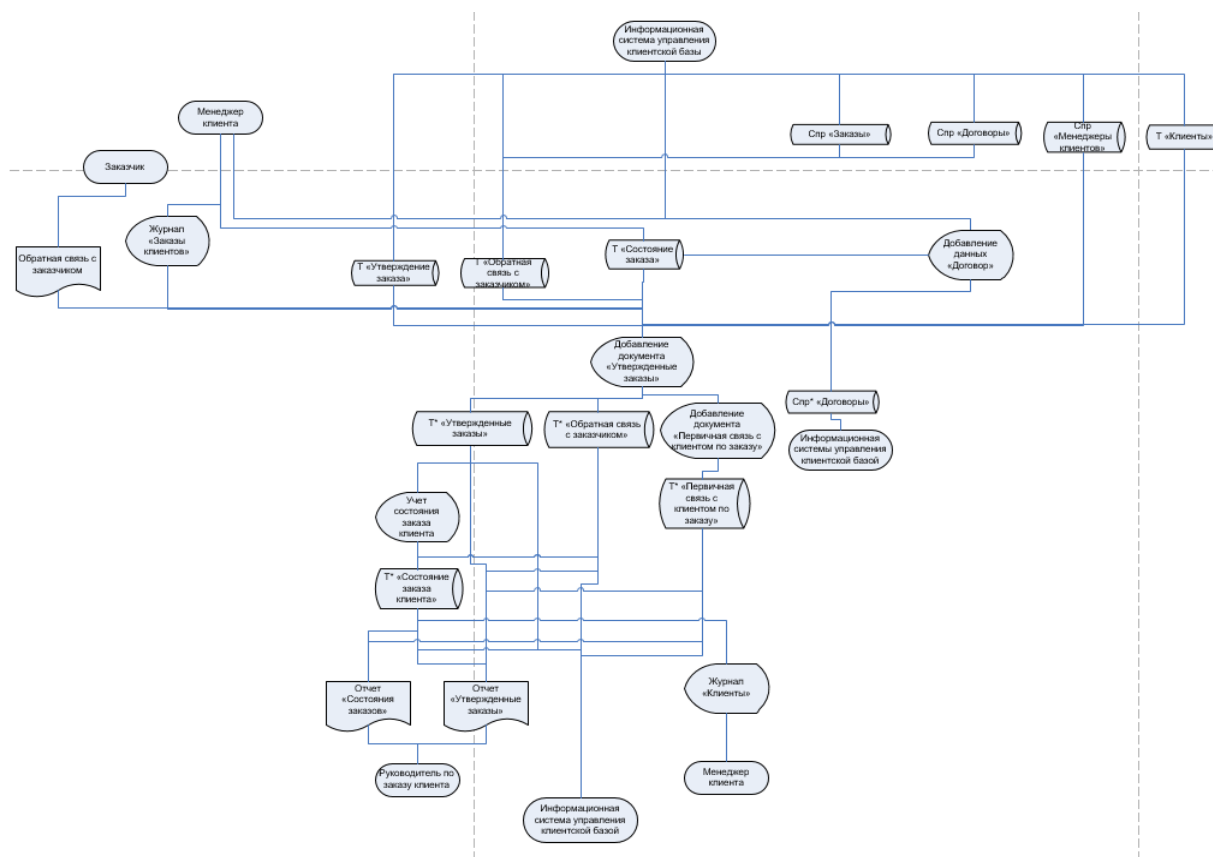 Информационная
система управления
клиентской базы
Менеджер
клиента
Спр «Заказы»
Спр «Договоры»
Спр
«Менеджеры
клиентов»
Т «Клиенты»
Заказчик
Журнал
«Заказы
клиентов»
Обратная связь с
заказчиком
Т «Утверждение
заказа»
Т «Обратная
связь с
заказчиком»
Т «Состояние
заказа»
Добавление
данных
«Договор»
Добавление
документа
«Утвержденные
заказы»
Т* «Утвержденные
заказы»
Т* «Обратная связь
с заказчиком»
Добавление
документа
«Первичная связь с
клиентом по заказу»
Спр* «Договоры»
Информационная
системы управления
клиентской базой
Учет
состояния
заказа
клиента
Т* «Первичная
связь с
клиентом по
заказу»
Т* «Состояние
заказа
клиента»
Отчет
«Состояния
заказов»
Отчет
«Утвержденные
заказы»
Журнал
«Клиенты»
Руководитель по
заказу клиента
Менеджер
клиента
Информационная
система управления
клиентской базой